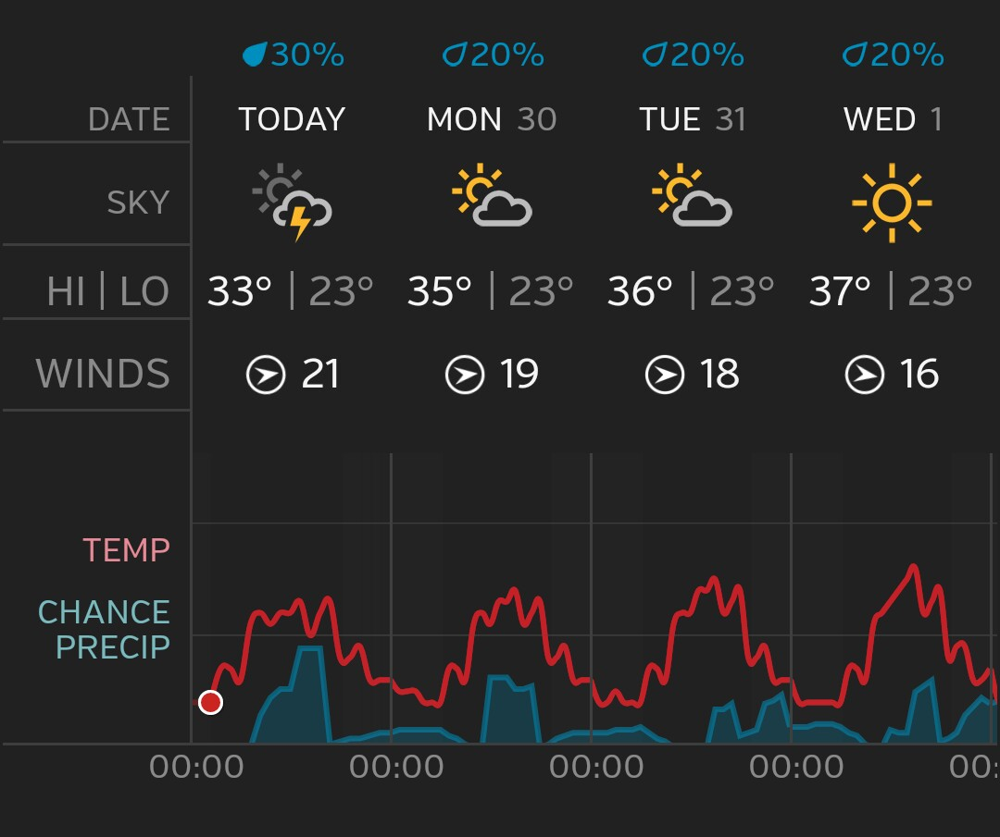 30% 20% 20% 20%
DATE TODAY MON 30 TUE 31 WED 1
SKY
HI | LO 33° | 23° 35° | 23° 36° | 23° 37° | 23°
WINDS 21 19 18 16
TEMP
CHANCE
PRECIP
00:00 00:00 00:00 00:00 00: